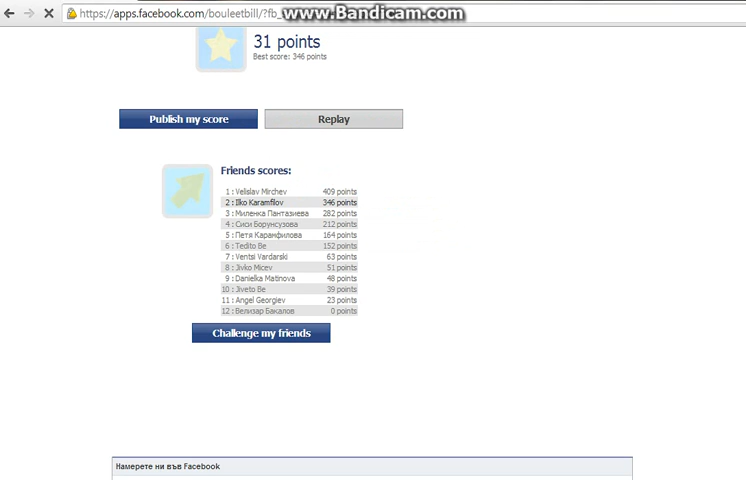 https://apps.facebook.com/bouleetbill/?fb_
www.Bandicam.com
31 points
Best score: 346 points
Publish my score
Replay
Friends scores:
1 : Velislav Mirchev 409 points
2 : Ilko Karamfilov 346 points
3 : Миленка Пантазиева 282 points
4 : Сиси Борунсузова 212 points
5 : Петя Каранфилова 164 points
6 : Tedito Be 152 points
7 : Ventsi Vardarski 63 points
8 : Jivko Micev 51 points
9 : Danielka Matinova 48 points
10 : Jiveto Be 39 points
11 : Angel Georgiev 23 points
12 : Велизар Бакалов 0 points
Challenge my friends
Намерете ни във Facebook